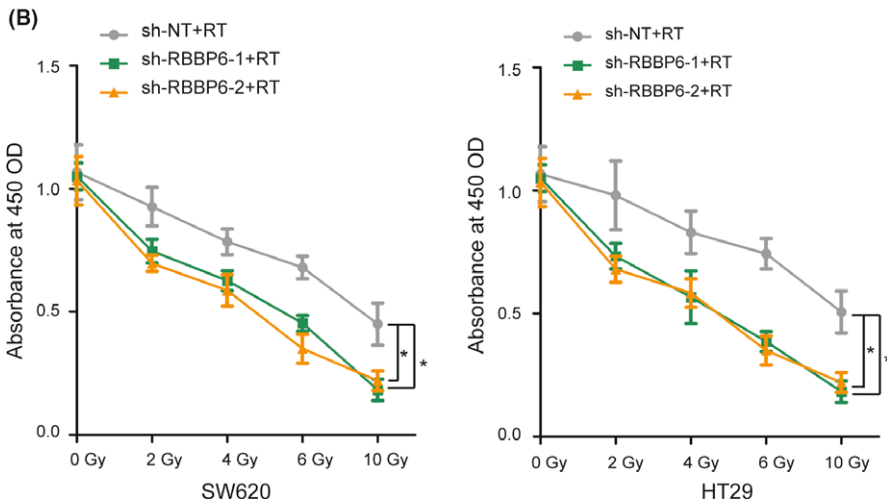 (B)
sh-NT+RT
sh-RBBP6-1+RT
sh-RBBP6-2+RT
1.5
1.0
0.5
0.0
Absorbance at 450 OD
*
*
0 Gy 2 Gy 4 Gy 6 Gy 10 Gy
SW620
sh-NT+RT
sh-RBBP6-1+RT
sh-RBBP6-2+RT
1.5
1.0
0.5
0.0
Absorbance at 450 OD
*
*
0 Gy 2 Gy 4 Gy 6 Gy 10 Gy
HT29